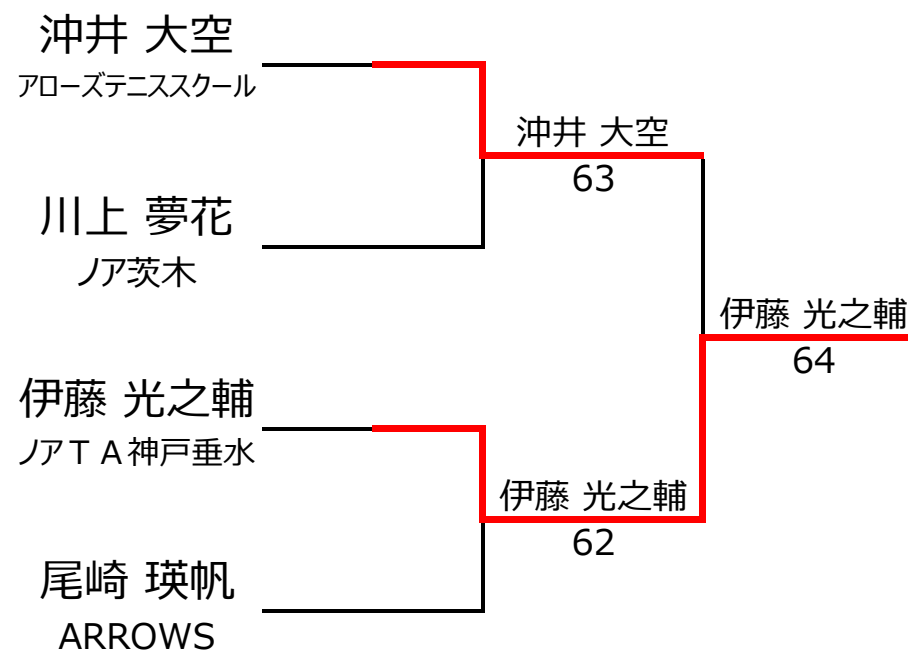 沖井 大空
アローズテニススクール
沖井 大空
63
川上 夢花
ノア茨木
伊藤 光之輔
64
伊藤 光之輔
ノアＴＡ神戸垂水
伊藤 光之輔
62
尾崎 瑛帆
ARROWS